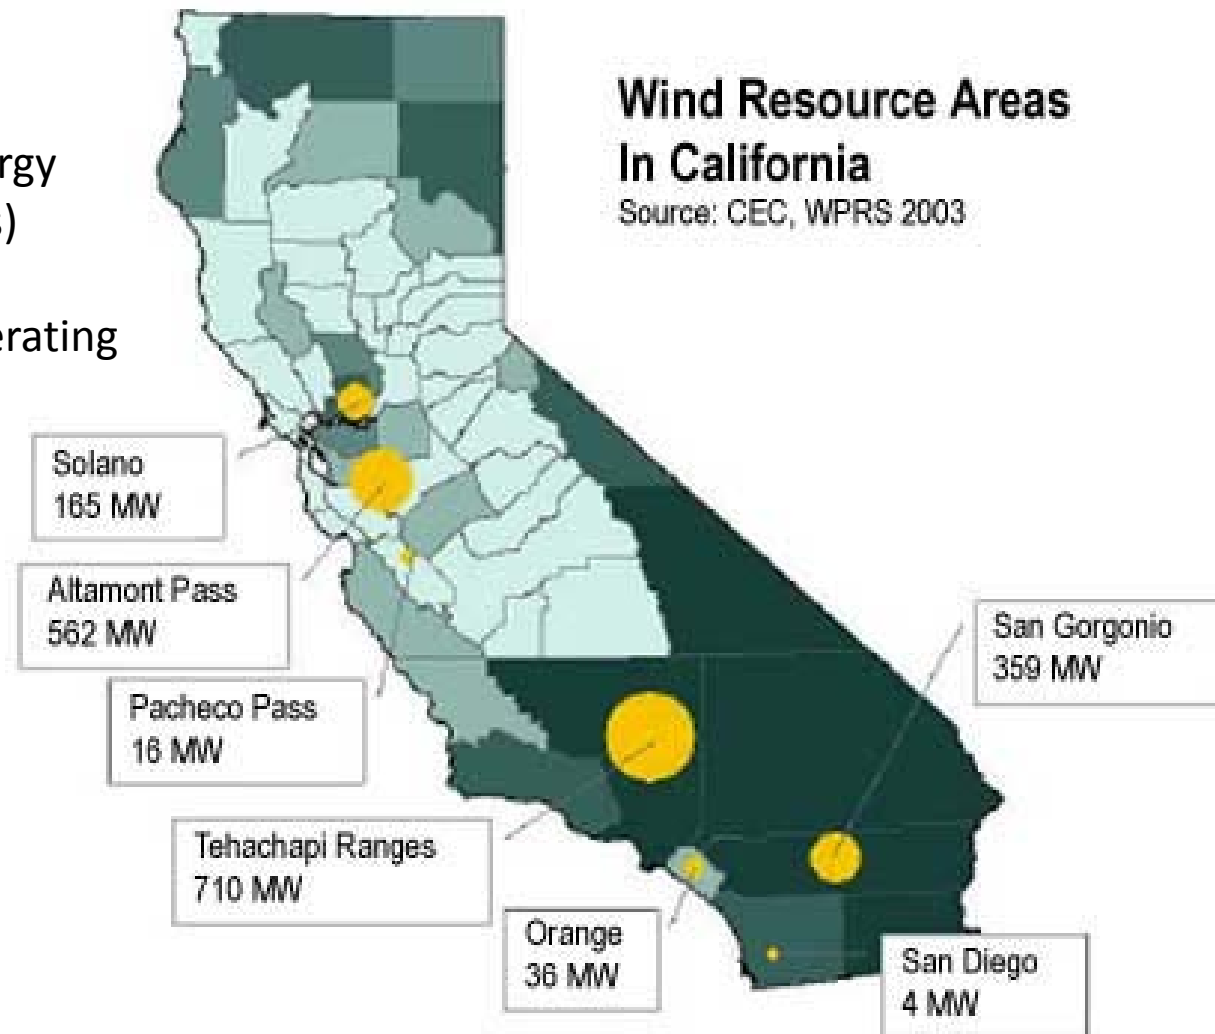 Wind Resource Areas
In California
Source: CEC, WPRS 2003
rgy
s)
erating
Solano
165 MW
Altamont Pass
562 MW
Pacheco Pass
16 MW
San Gorgonio
359 MW
Tehachapi Ranges
710 MW
Orange
36 MW
San Diego
4 MW